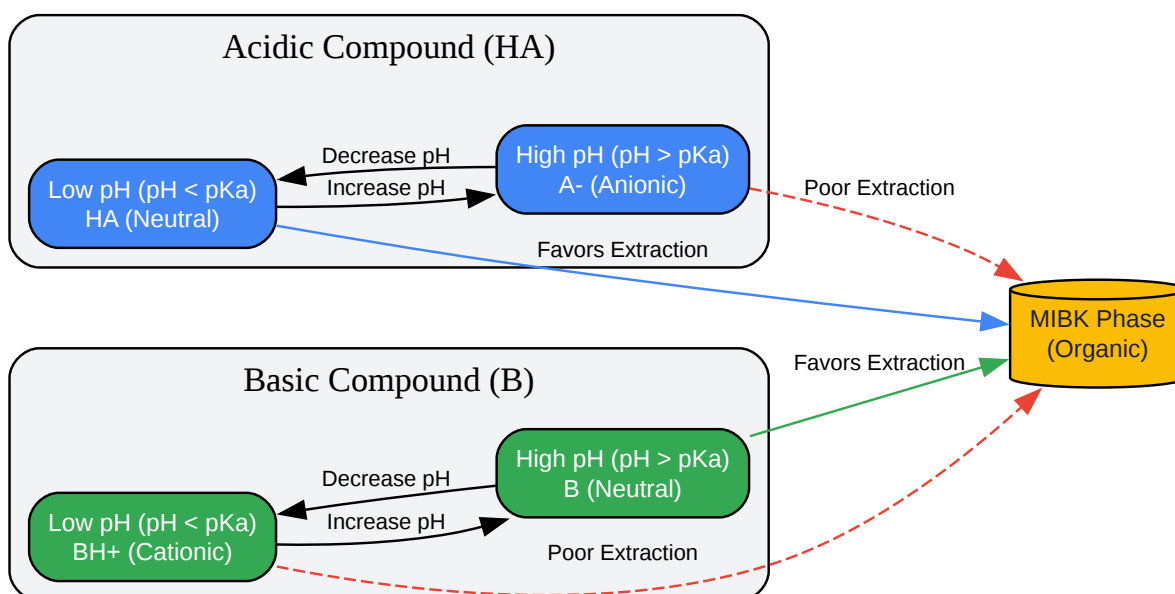 Acidic Compound (HA)
Decrease pH
Increase pH
Low pH (pH < pKa)
HA (Neutral)
High pH (pH > pKa)
A- (Anionic)
Poor Extraction
Favors Extraction
MIBK Phase
(Organic)
Basic Compound (B)
Favors Extraction
Decrease pH
Increase pH
High pH (pH > pKa)
B (Neutral)
Low pH (pH < pKa)
BH+ (Cationic)
Poor Extraction